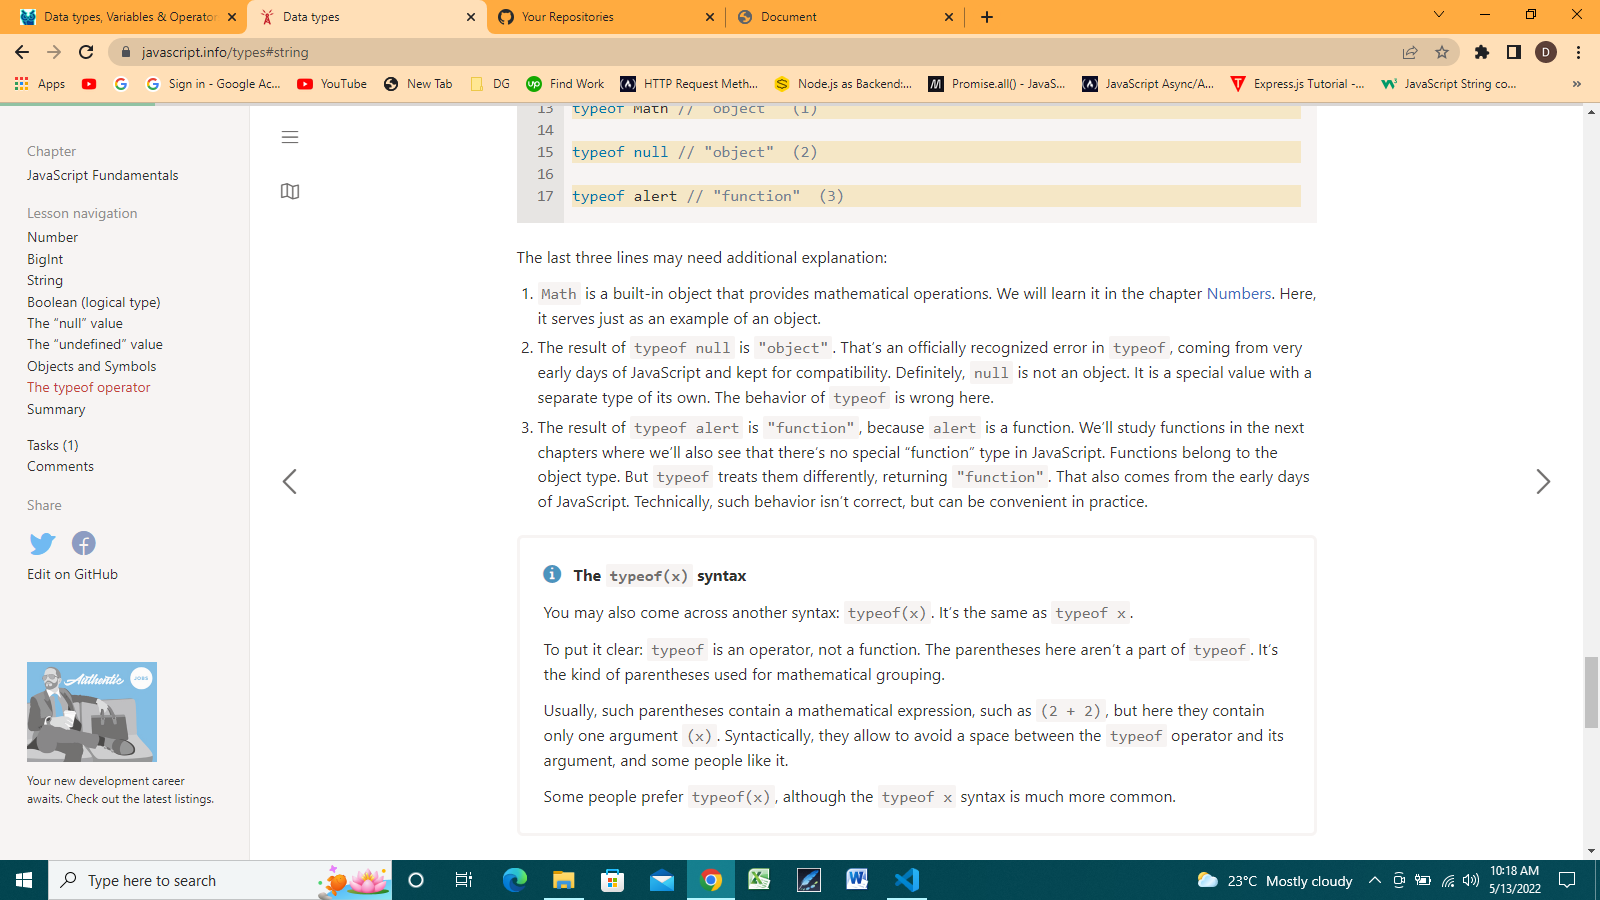 Data types, Variables & Operator
Data types
Your Repositories
Document
javascript.info/types#string
D
Apps
YouTube
Sign in - Google Ac...
New Tab
DG
Find Work
HTTP Request Meth...
Node.js as Backend:...
Promise.all() - JavaS...
JavaScript Async/A...
Express.js Tutorial -...
JavaScript String co...
»
Chapter
JavaScript Fundamentals
Lesson navigation
Number
BigInt
String
Boolean (logical type)
The “null” value
The “undefined” value
Objects and Symbols
The typeof operator
Summary
Tasks (1)
Comments
Share
Edit on GitHub
Authentic JOBS
Your new development career
awaits. Check out the latest listings.
13 typeof Math // "object" (1)
14
15 typeof null // "object" (2)
16
17 typeof alert // "function" (3)
The last three lines may need additional explanation:
1. Math is a built-in object that provides mathematical operations. We will learn it in the chapter Numbers. Here,
it serves just as an example of an object.
2. The result of typeof null is "object". That’s an officially recognized error in typeof, coming from very
early days of JavaScript and kept for compatibility. Definitely, null is not an object. It is a special value with a
separate type of its own. The behavior of typeof is wrong here.
3. The result of typeof alert is "function", because alert is a function. We’ll study functions in the next
chapters where we’ll also see that there’s no special “function” type in JavaScript. Functions belong to the
object type. But typeof treats them differently, returning "function". That also comes from the early days
of JavaScript. Technically, such behavior isn’t correct, but can be convenient in practice.
The typeof(x) syntax
You may also come across another syntax: typeof(x). It’s the same as typeof x.
To put it clear: typeof is an operator, not a function. The parentheses here aren’t a part of typeof. It’s
the kind of parentheses used for mathematical grouping.
Usually, such parentheses contain a mathematical expression, such as (2 + 2), but here they contain
only one argument (x). Syntactically, they allow to avoid a space between the typeof operator and its
argument, and some people like it.
Some people prefer typeof(x), although the typeof x syntax is much more common.
Type here to search
23°C Mostly cloudy
10:18 AM
5/13/2022